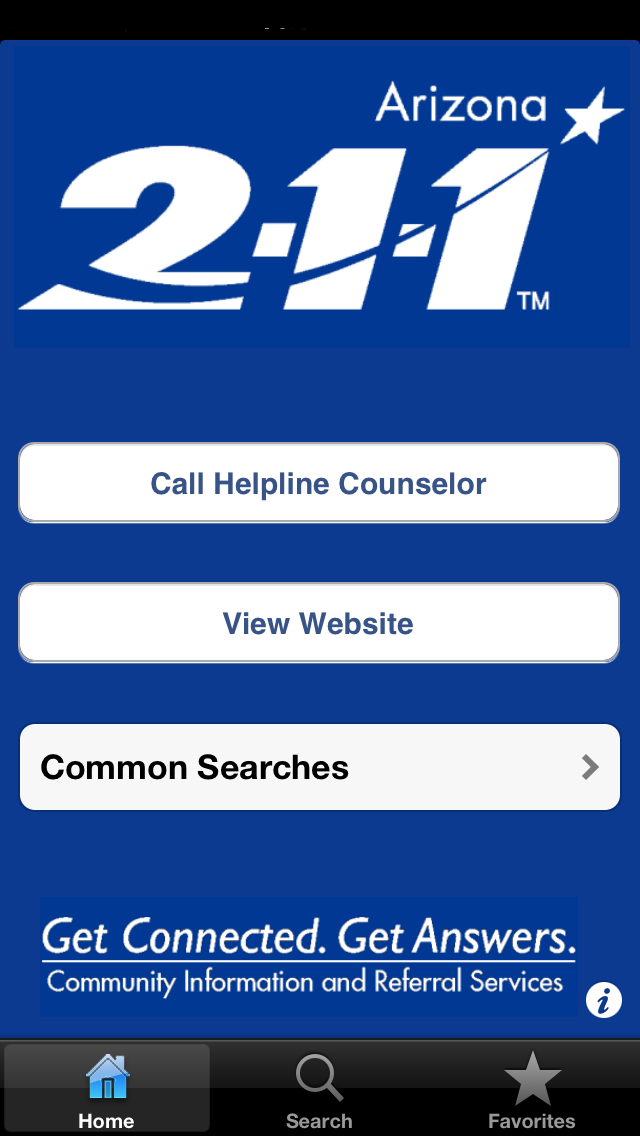 Arizona
2-1-1 TM
Call Helpline Counselor
View Website
Common Searches
Get Connected. Get Answers.
Community Information and Referral Services
i
Home Search Favorites